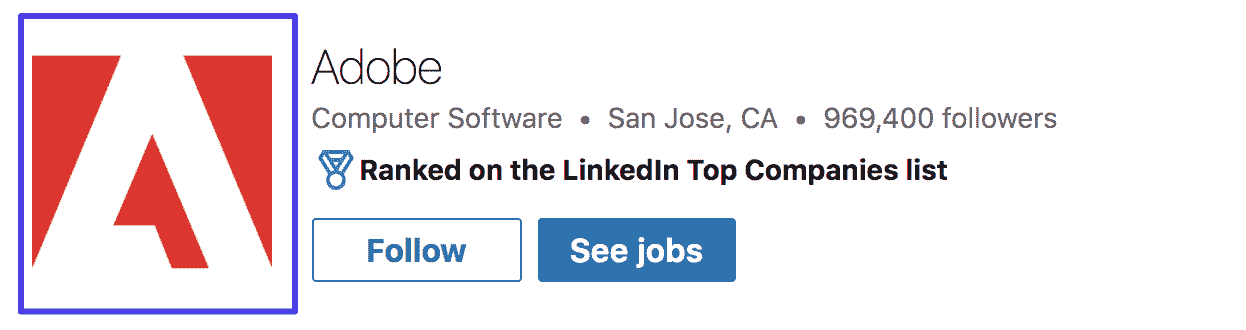 Adobe
Computer Software • San Jose, CA • 969,400 followers
Ranked on the LinkedIn Top Companies list
Follow
See jobs